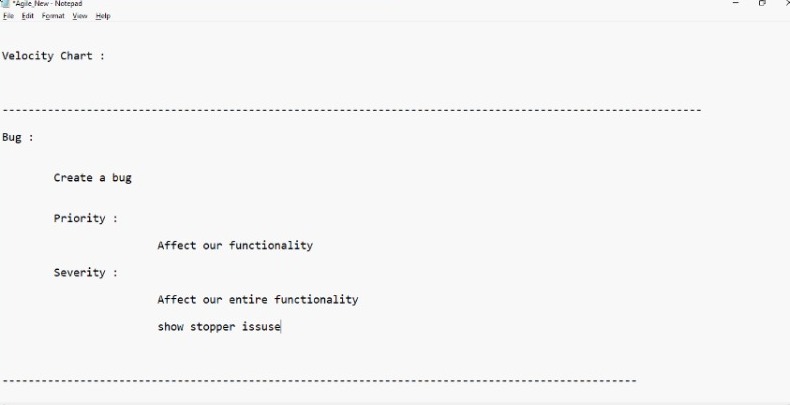 *Agile_New - Notepad
File Edit Format View Help
Velocity Chart :
--------------------------------------------------------------------------------------------------------------
Bug :
Create a bug
Priority :
Affect our functionality
Severity :
Affect our entire functionality
show stopper issuse
----------------------------------------------------------------------------------------------------